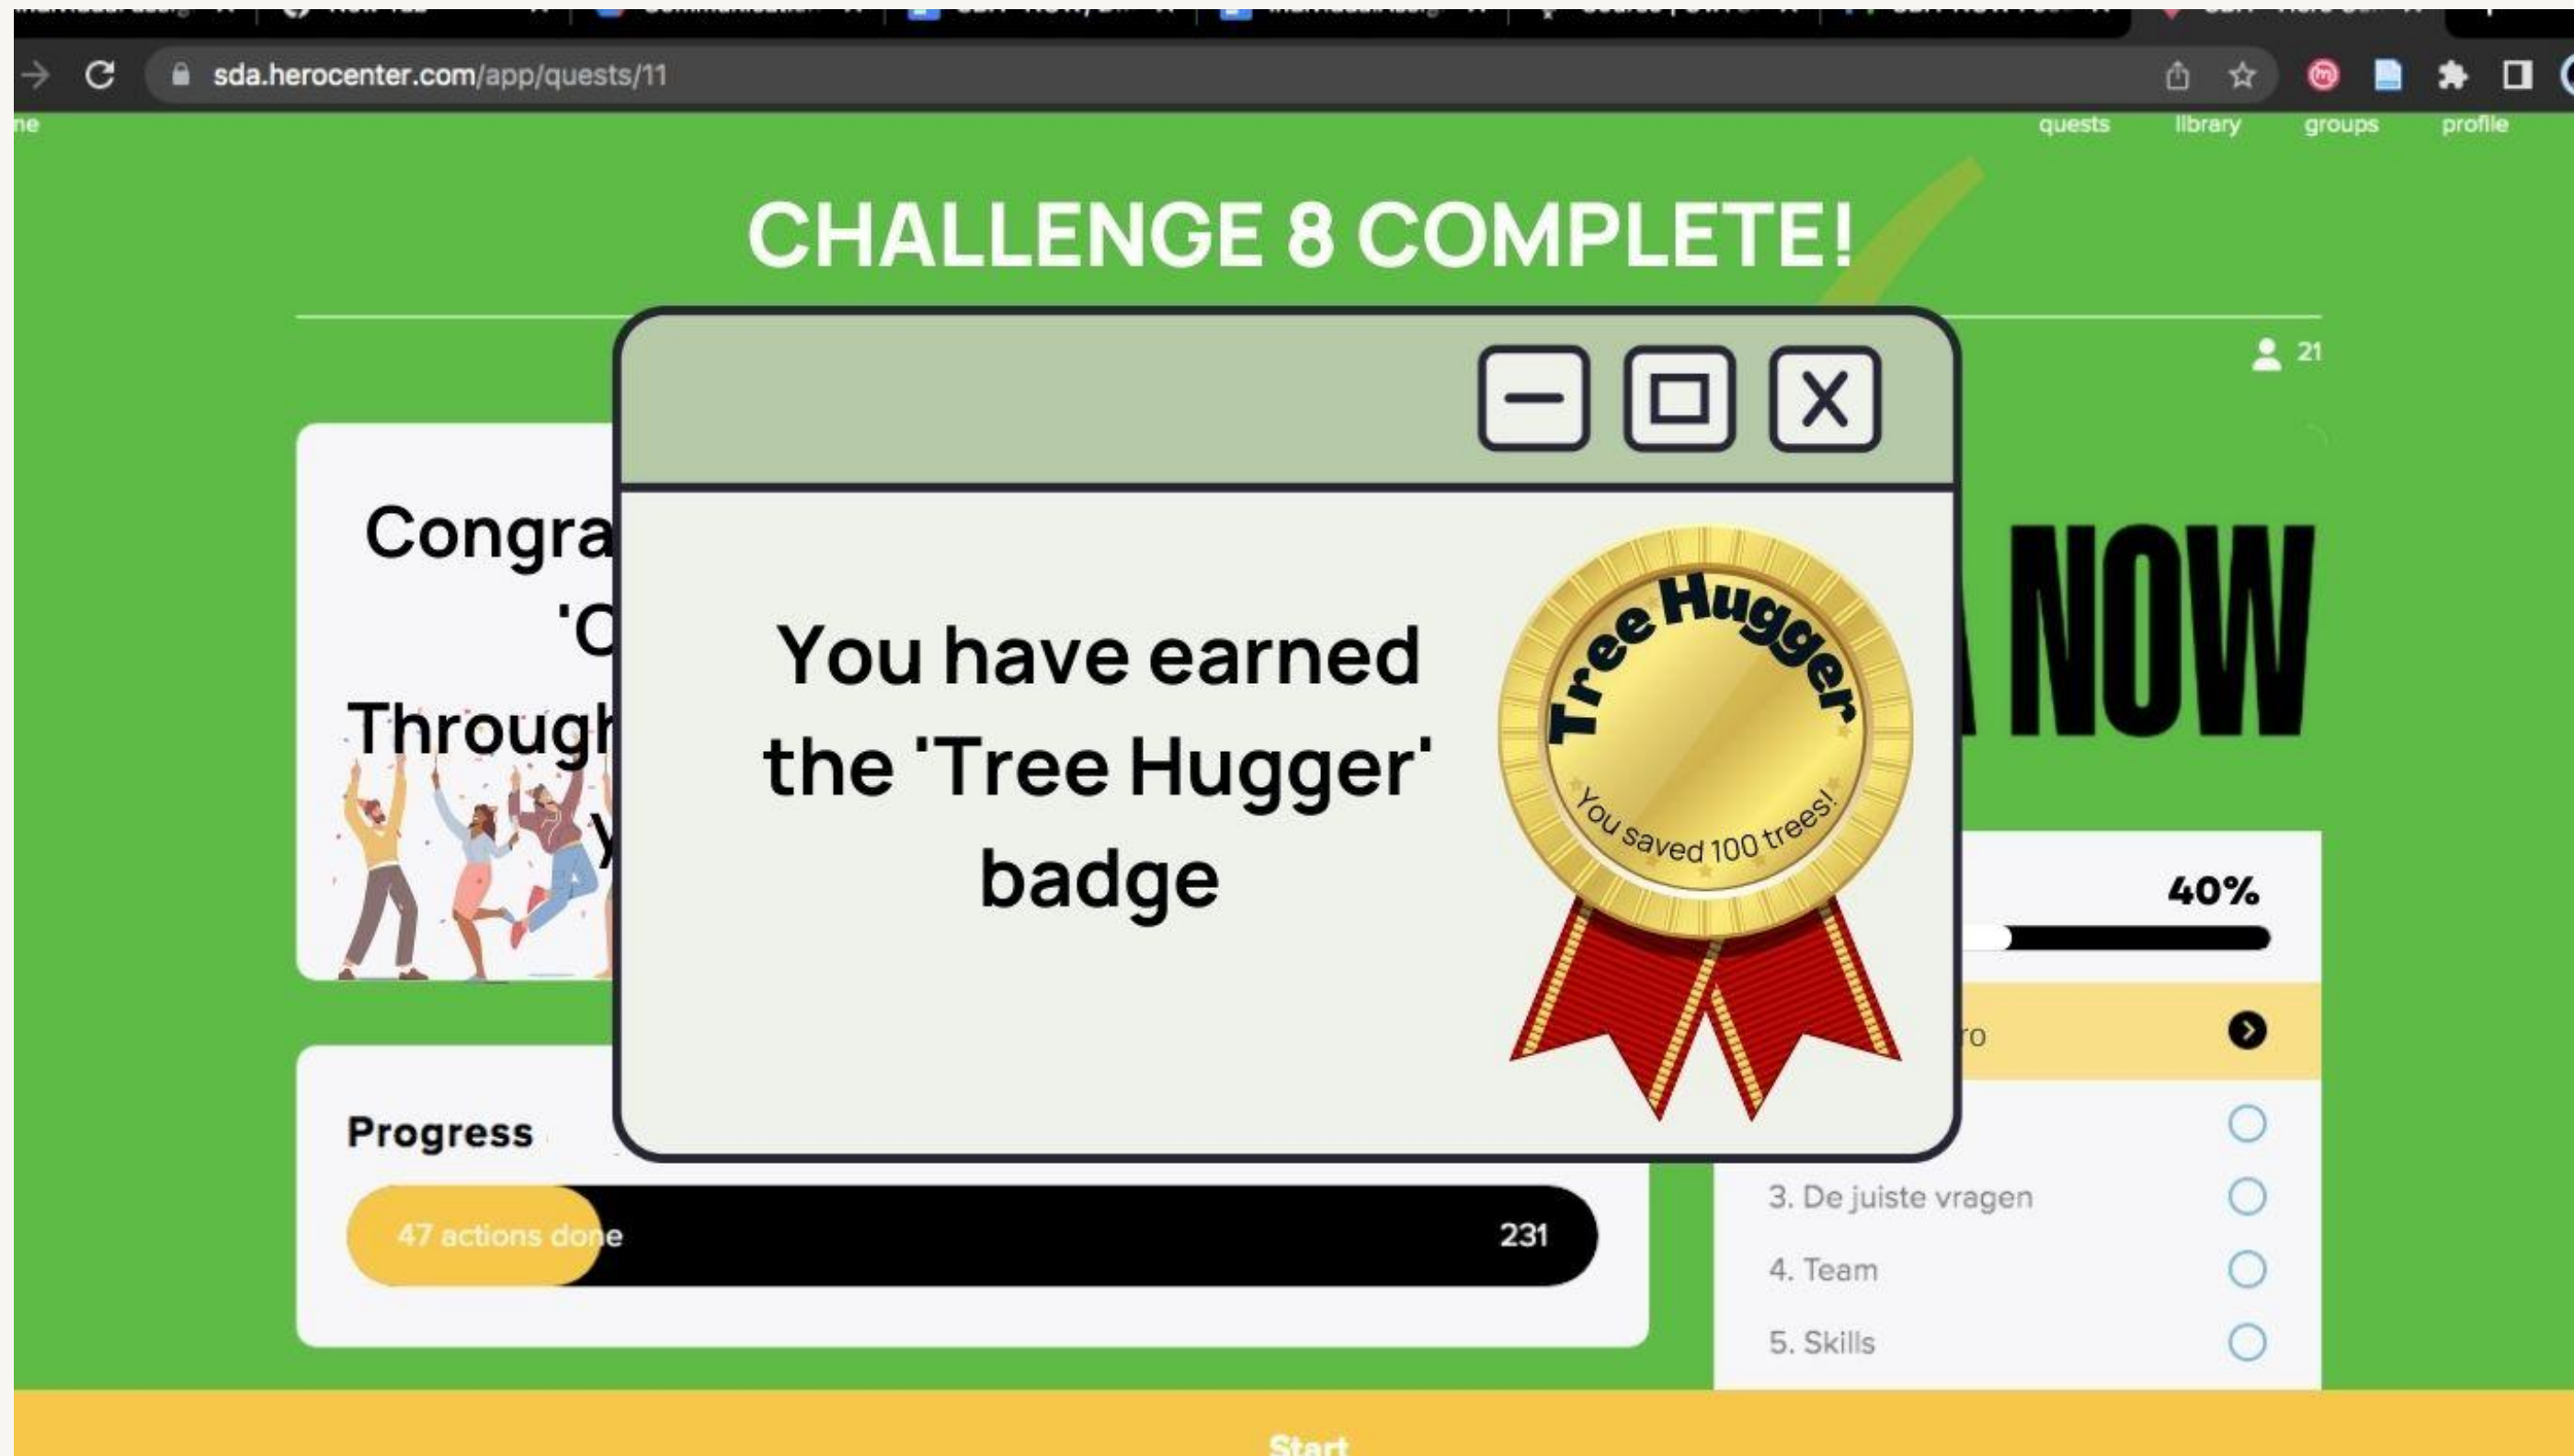 sda.herocenter.com/app/quests/11
quests library groups profile
CHALLENGE 8 COMPLETE!
21
You have earned
the 'Tree Hugger'
badge
Tree Hugger
You saved 100 trees!
NOW
40%
Progress
47 actions done 231
3. De juiste vragen
4. Team
5. Skills
Start